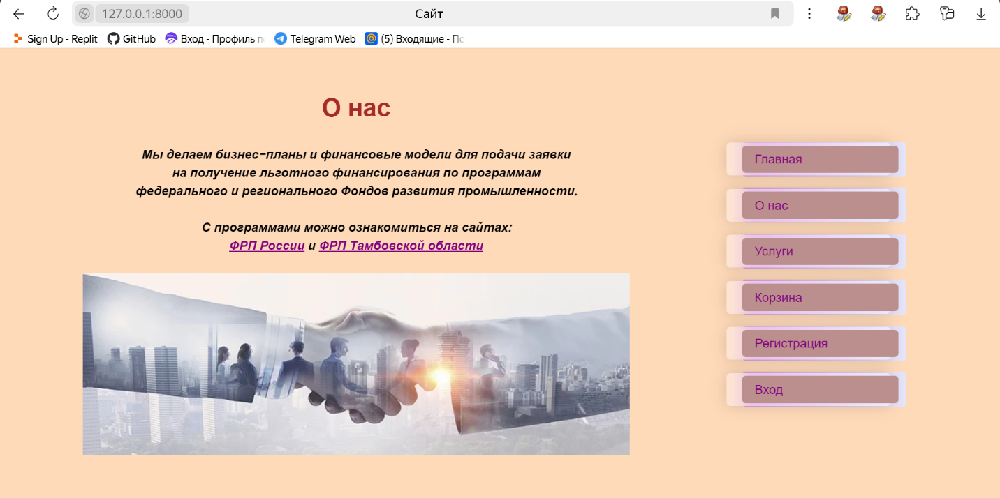 127.0.0.1:8000
Сайт
Sign Up - Replit
GitHub
Вход - Профиль
Telegram Web
(5) Входящие -
О нас
Мы делаем бизнес-планы и финансовые модели для подачи заявки
на получение льготного финансирования по программам
федерального и регионального Фондов развития промышленности.
С программами можно ознакомиться на сайтах:
ФРП России и ФРП Тамбовской области
Главная
О нас
Услуги
Корзина
Регистрация
Вход